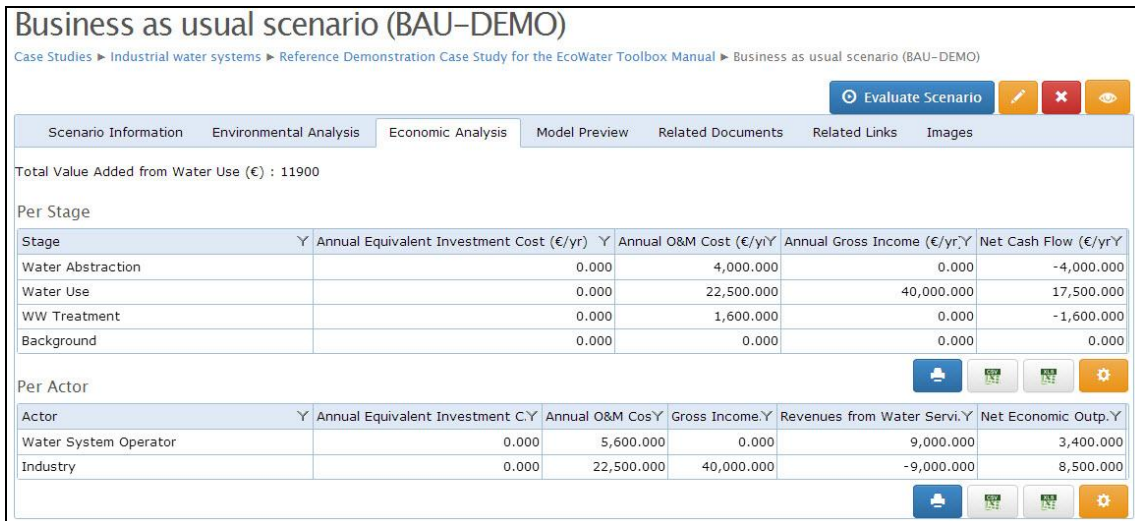 Business as usual scenario (BAU-DEMO)
Case Studies ► Industrial water systems ► Reference Demonstration Case Study for the EcoWater Toolbox Manual ► Business as usual scenario (BAU-DEMO)
Evaluate Scenario
Scenario Information Environmental Analysis Economic Analysis Model Preview Related Documents Related Links Images
Total Value Added from Water Use (€) : 11900
Per Stage
Stage Annual Equivalent Investment Cost (€/yr) Annual O&M Cost (€/yr Annual Gross Income (€/yr) Net Cash Flow (€/yr
Water Abstraction 0.000 4,000.000 0.000 -4,000.000
Water Use 0.000 22,500.000 40,000.000 17,500.000
WW Treatment 0.000 1,600.000 0.000 -1,600.000
Background 0.000 0.000 0.000 0.000
CSV XLS
Per Actor
Actor Annual Equivalent Investment C. Annual O&M Cos Gross Income. Revenues from Water Servi. Net Economic Outp.
Water System Operator 0.000 5,600.000 0.000 9,000.000 3,400.000
Industry 0.000 22,500.000 40,000.000 -9,000.000 8,500.000
CSV XLS